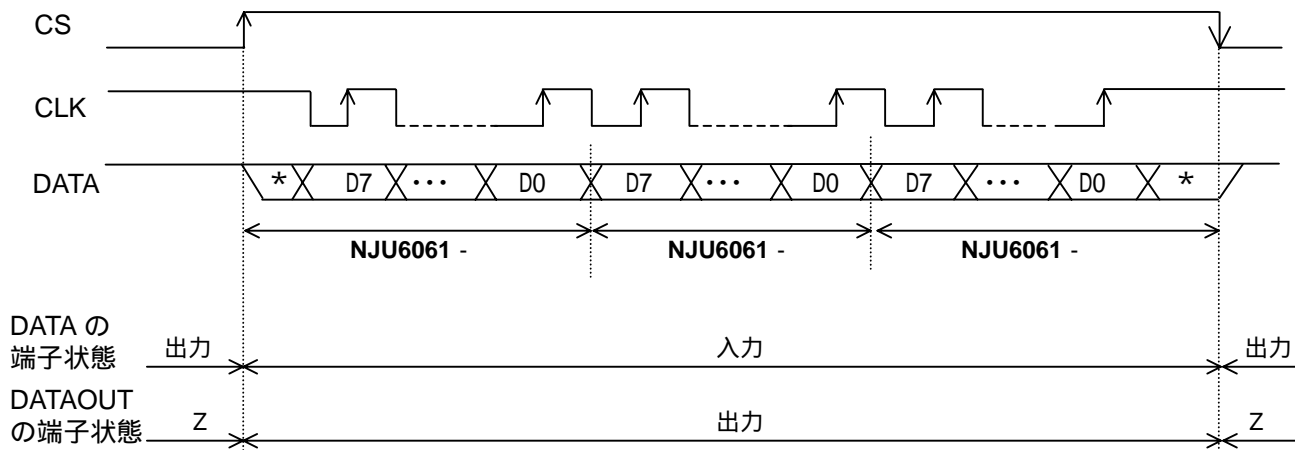 CS
CLK
DATA
* D7 ··· D0 D7 ··· D0 D7 ··· D0 *
NJU6061 - NJU6061 - NJU6061 -
DATA の
端子状態
出力 入力 出力
DATAOUT
の端子状態
Z 出力 Z